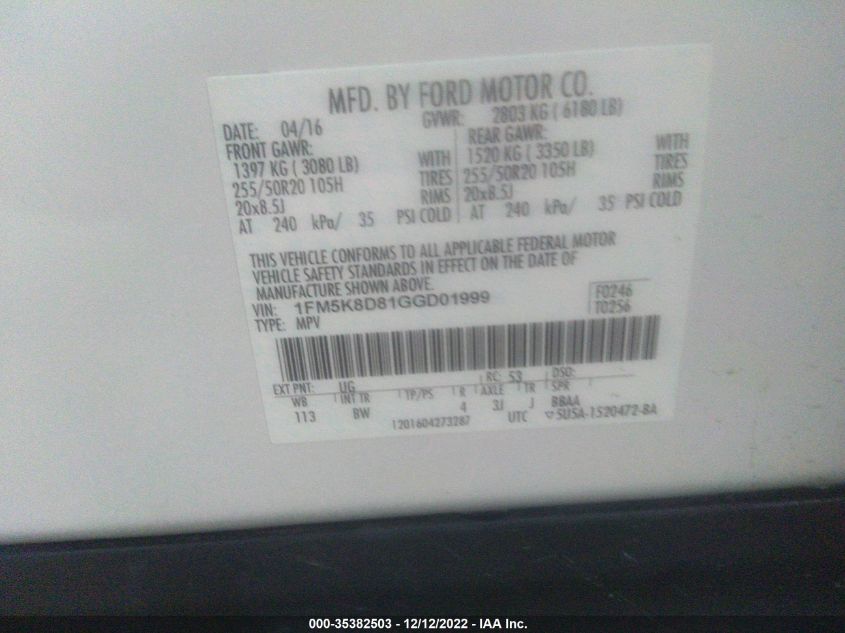 MFD. BY FORD MOTOR CO.
DATE: 04/16 GVWR: 2803 KG ( 6180 LB)
FRONT GAWR: REAR GAWR:
1397 KG ( 3080 LB) WITH 1520 KG ( 3350 LB) WITH
255/50R20 105H TIRES 255/50R20 105H TIRES
20x8.5J RIMS 20x8.5J RIMS
AT 240 kPa/ 35 PSI COLD AT 240 kPa/ 35 PSI COLD
THIS VEHICLE CONFORMS TO ALL APPLICABLE FEDERAL MOTOR
VEHICLE SAFETY STANDARDS IN EFFECT ON THE DATE OF
MANUFACTURE SHOWN ABOVE.
VIN: 1FM5K8D81GGD01999 F0246
TYPE: MPV T0256
EXT PNT: UG RC: 53 DSO:
WB INT TR TP/PS R AXLE TR SPR
113 BW 4 3J J BBAA
1201604273287 UTC ▽5U5A-1520472-BA
000-35382503 - 12/12/2022 - IAA Inc.